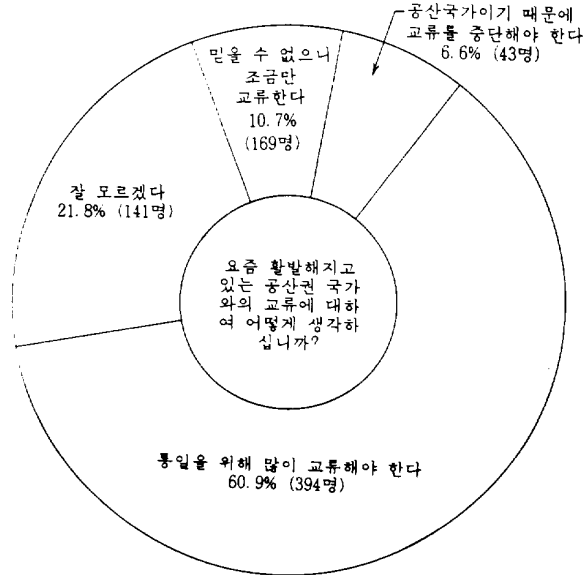 공산국가이기 때문에
교류를 중단해야 한다
6.6% (43명)
믿을 수 없으니
조금만
교류한다
10.7%
(169명)
잘 모르겠다
21.8% (141명)
요즘 활발해지고
있는 공산권 국가
와의 교류에 대하
여 어떻게 생각하
십니까?
통일을 위해 많이 교류해야 한다
60.9% (394명)